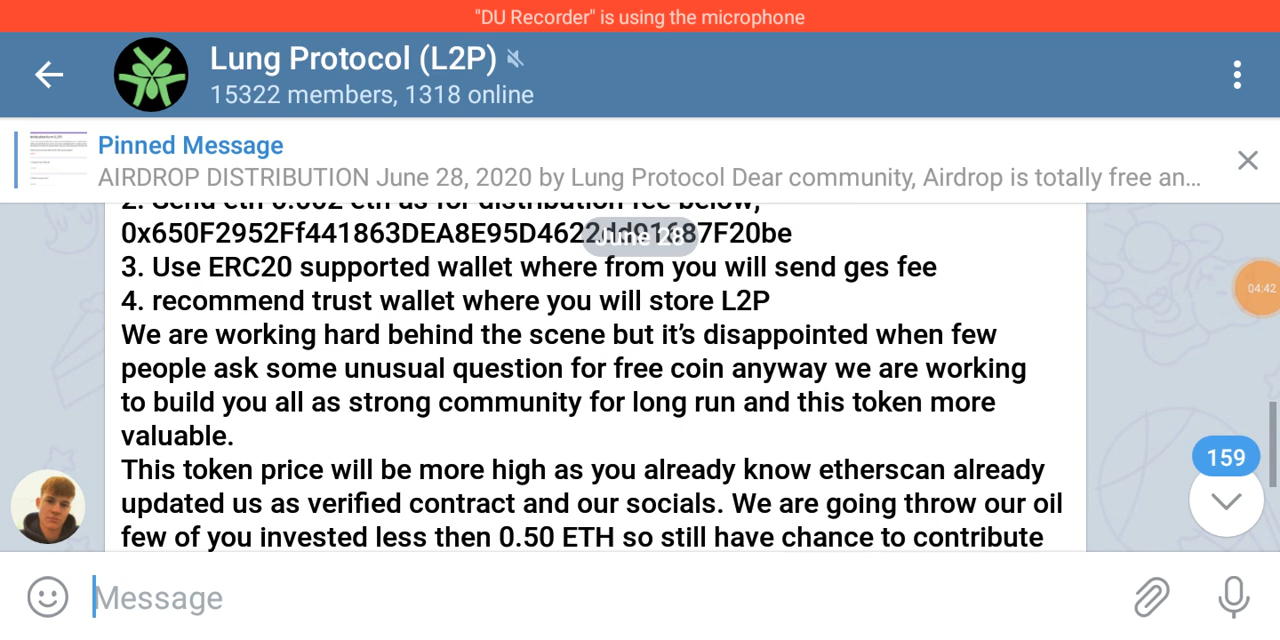 "DU Recorder" is using the microphone
Lung Protocol (L2P)
15322 members, 1318 online
Pinned Message
AIRDROP DISTRIBUTION June 28, 2020 by Lung Protocol Dear community, Airdrop is totally free an...
2. Send eth 0.002 eth as for distribution fee below,
0x650F2952Ff441863DEA8E95D4622dd91687F20be
June 28
3. Use ERC20 supported wallet where from you will send ges fee
4. recommend trust wallet where you will store L2P
04:42
We are working hard behind the scene but it’s disappointed when few
people ask some unusual question for free coin anyway we are working
to build you all as strong community for long run and this token more
valuable.
This token price will be more high as you already know etherscan already
159
updated us as verified contract and our socials. We are going throw our oil
few of you invested less then 0.50 ETH so still have chance to contribute
Message